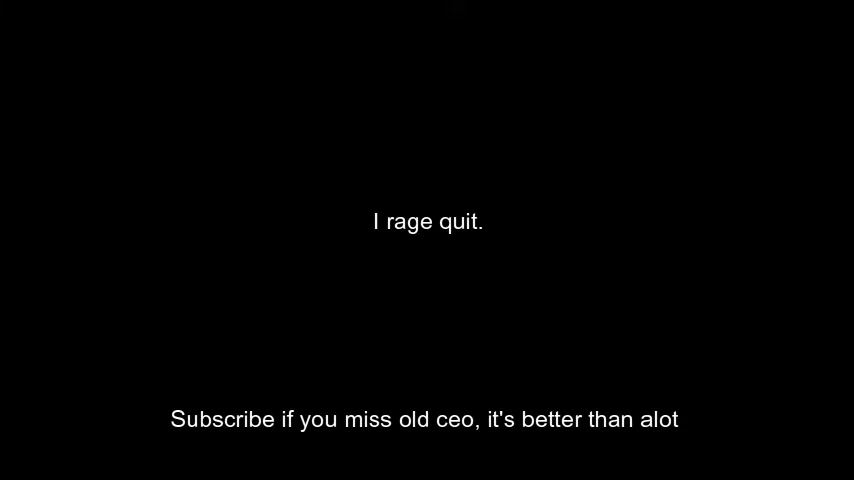 I rage quit.
Subscribe if you miss old ceo, it's better than alot